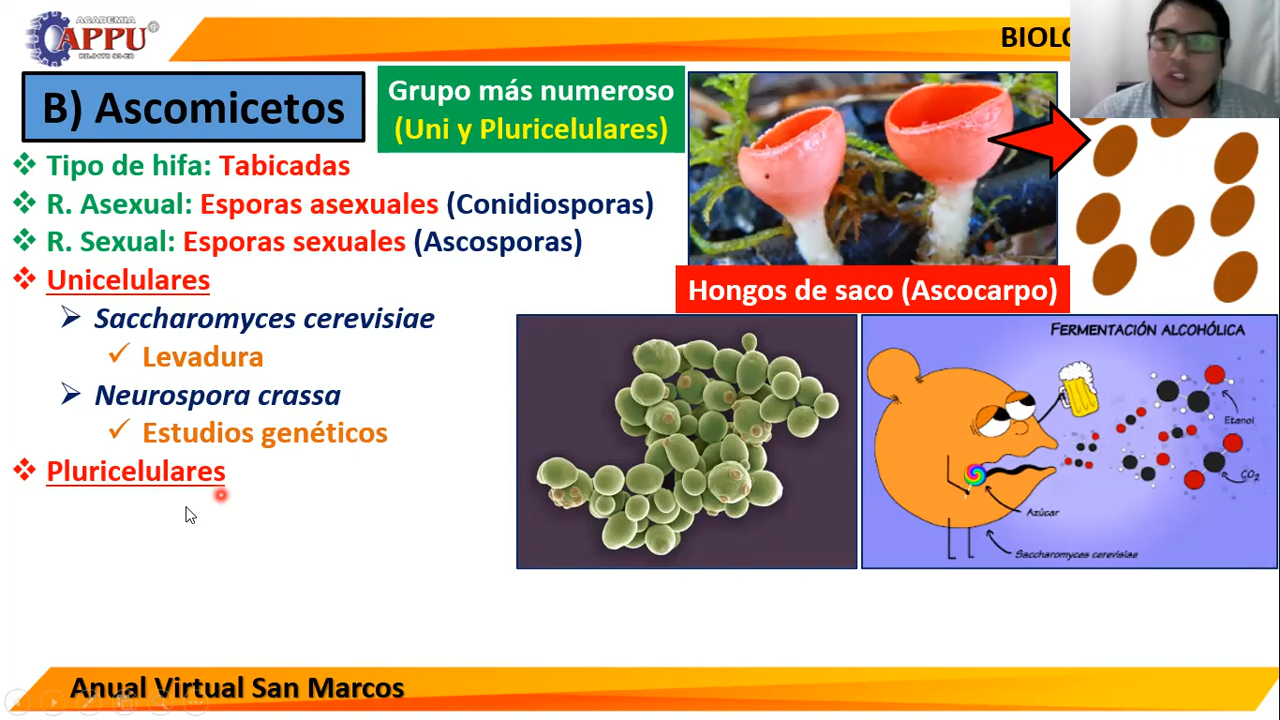 ACADEMIA
APPU
BIOLO
B) Ascomicetos
Grupo más numeroso
(Uni y Pluricelulares)
Tipo de hifa: Tabicadas
R. Asexual: Esporas asexuales (Conidiosporas)
R. Sexual: Esporas sexuales (Ascosporas)
Unicelulares
Saccharomyces cerevisiae
Levadura
Neurospora crassa
Estudios genéticos
Pluricelulares
Hongos de saco (Ascocarpo)
FERMENTACIÓN ALCOHÓLICA
Etanol
CO2
Azúcar
Saccharomyces cerevisiae
Anual Virtual San Marcos